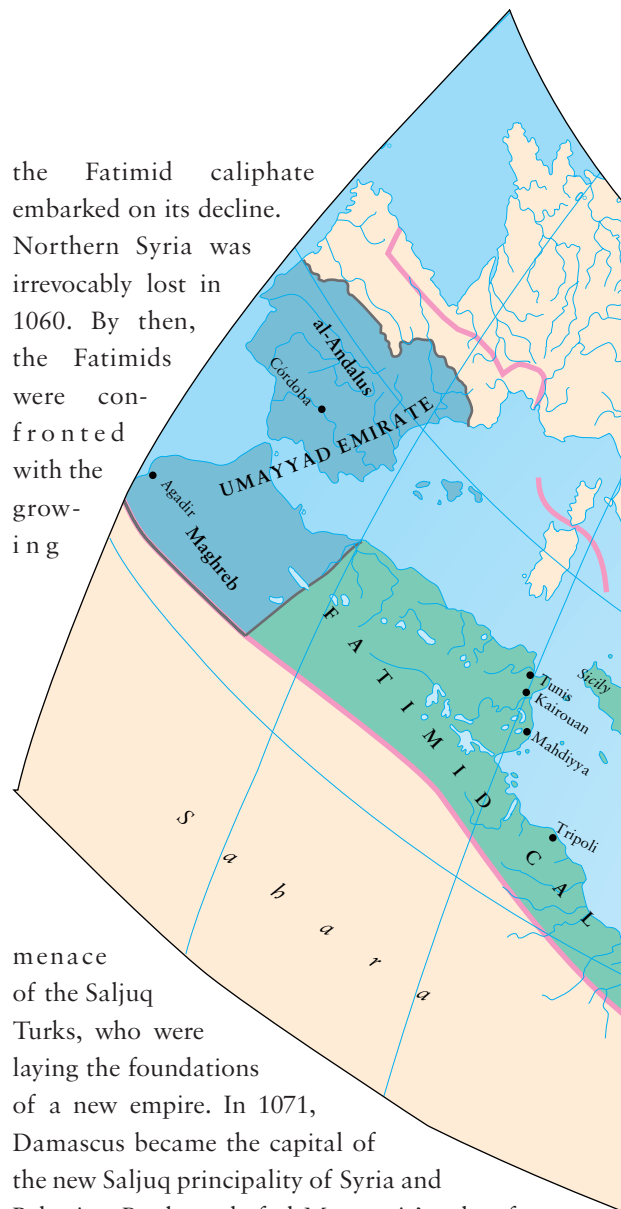 the Fatimid caliphate
embarked on its decline.
Northern Syria was
irrevocably lost in
1060. By then,
the Fatimids
were con-
fronted
with the
grow-
ing
menace
of the Saljuq
Turks, who were
laying the foundations
of a new empire. In 1071,
Damascus became the capital of
the new Saljuq principality of Syria and
al-Andalus
Córdoba
UMAYYAD EMIRATE
Agadir
Maghreb
FATIMID CAL
Tunis
Kairouan
Mahdiyya
Sicily
Tripoli
Sahara